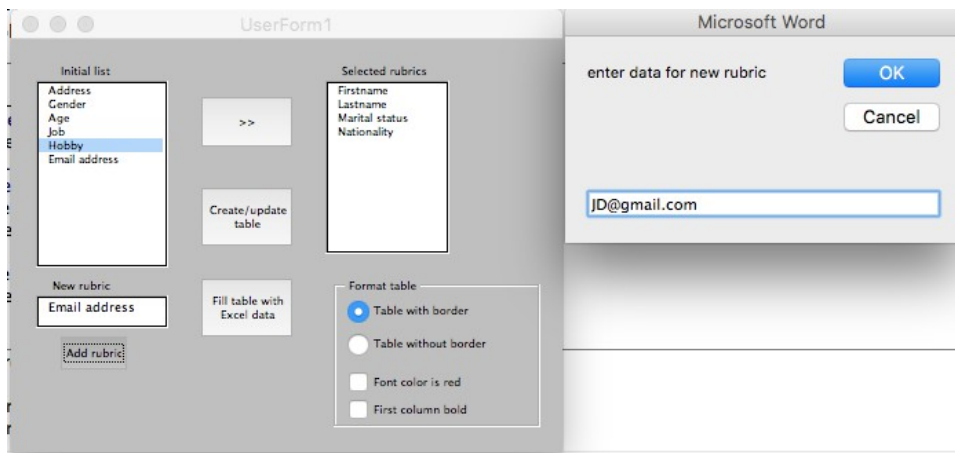 UserForm1
Initial list
Address
Gender
Age
Job
Hobby
Email address
>>
Create/update
table
Fill table with
Excel data
Selected rubrics
Firstname
Lastname
Marital status
Nationality
New rubric
Email address
Add rubric
Format table
Table with border
Table without border
Font color is red
First column bold
Microsoft Word
enter data for new rubric
OK
Cancel
JD@gmail.com